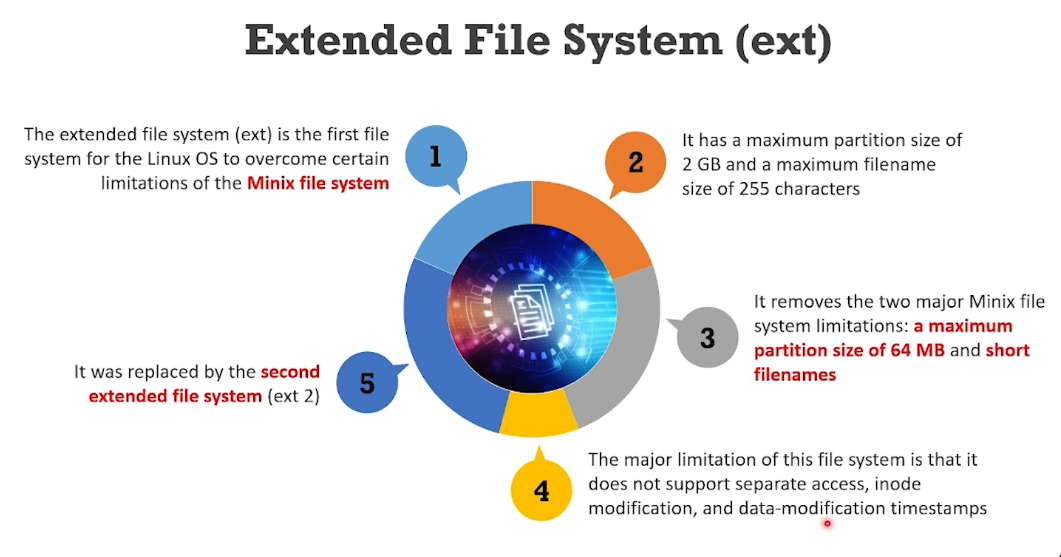 Extended File System (ext)
1
The extended file system (ext) is the first file
system for the Linux OS to overcome certain
limitations of the Minix file system
2
It has a maximum partition size of
2 GB and a maximum filename
size of 255 characters
3
It removes the two major Minix file
system limitations: a maximum
partition size of 64 MB and short
filenames
4
The major limitation of this file system is that it
does not support separate access, inode
modification, and data-modification timestamps
5
It was replaced by the second
extended file system (ext 2)